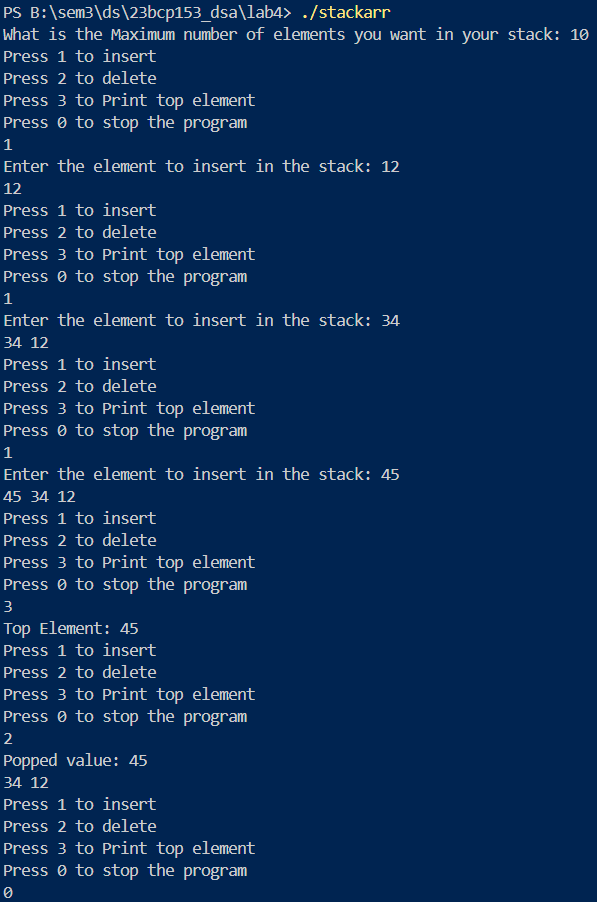 PS B:\sem3\ds\23bcp153_dsa\lab4> ./stackarr
What is the Maximum number of elements you want in your stack: 10
Press 1 to insert
Press 2 to delete
Press 3 to Print top element
Press 0 to stop the program
1
Enter the element to insert in the stack: 12
12
Press 1 to insert
Press 2 to delete
Press 3 to Print top element
Press 0 to stop the program
1
Enter the element to insert in the stack: 34
34 12
Press 1 to insert
Press 2 to delete
Press 3 to Print top element
Press 0 to stop the program
1
Enter the element to insert in the stack: 45
45 34 12
Press 1 to insert
Press 2 to delete
Press 3 to Print top element
Press 0 to stop the program
3
Top Element: 45
Press 1 to insert
Press 2 to delete
Press 3 to Print top element
Press 0 to stop the program
2
Popped value: 45
34 12
Press 1 to insert
Press 2 to delete
Press 3 to Print top element
Press 0 to stop the program
0